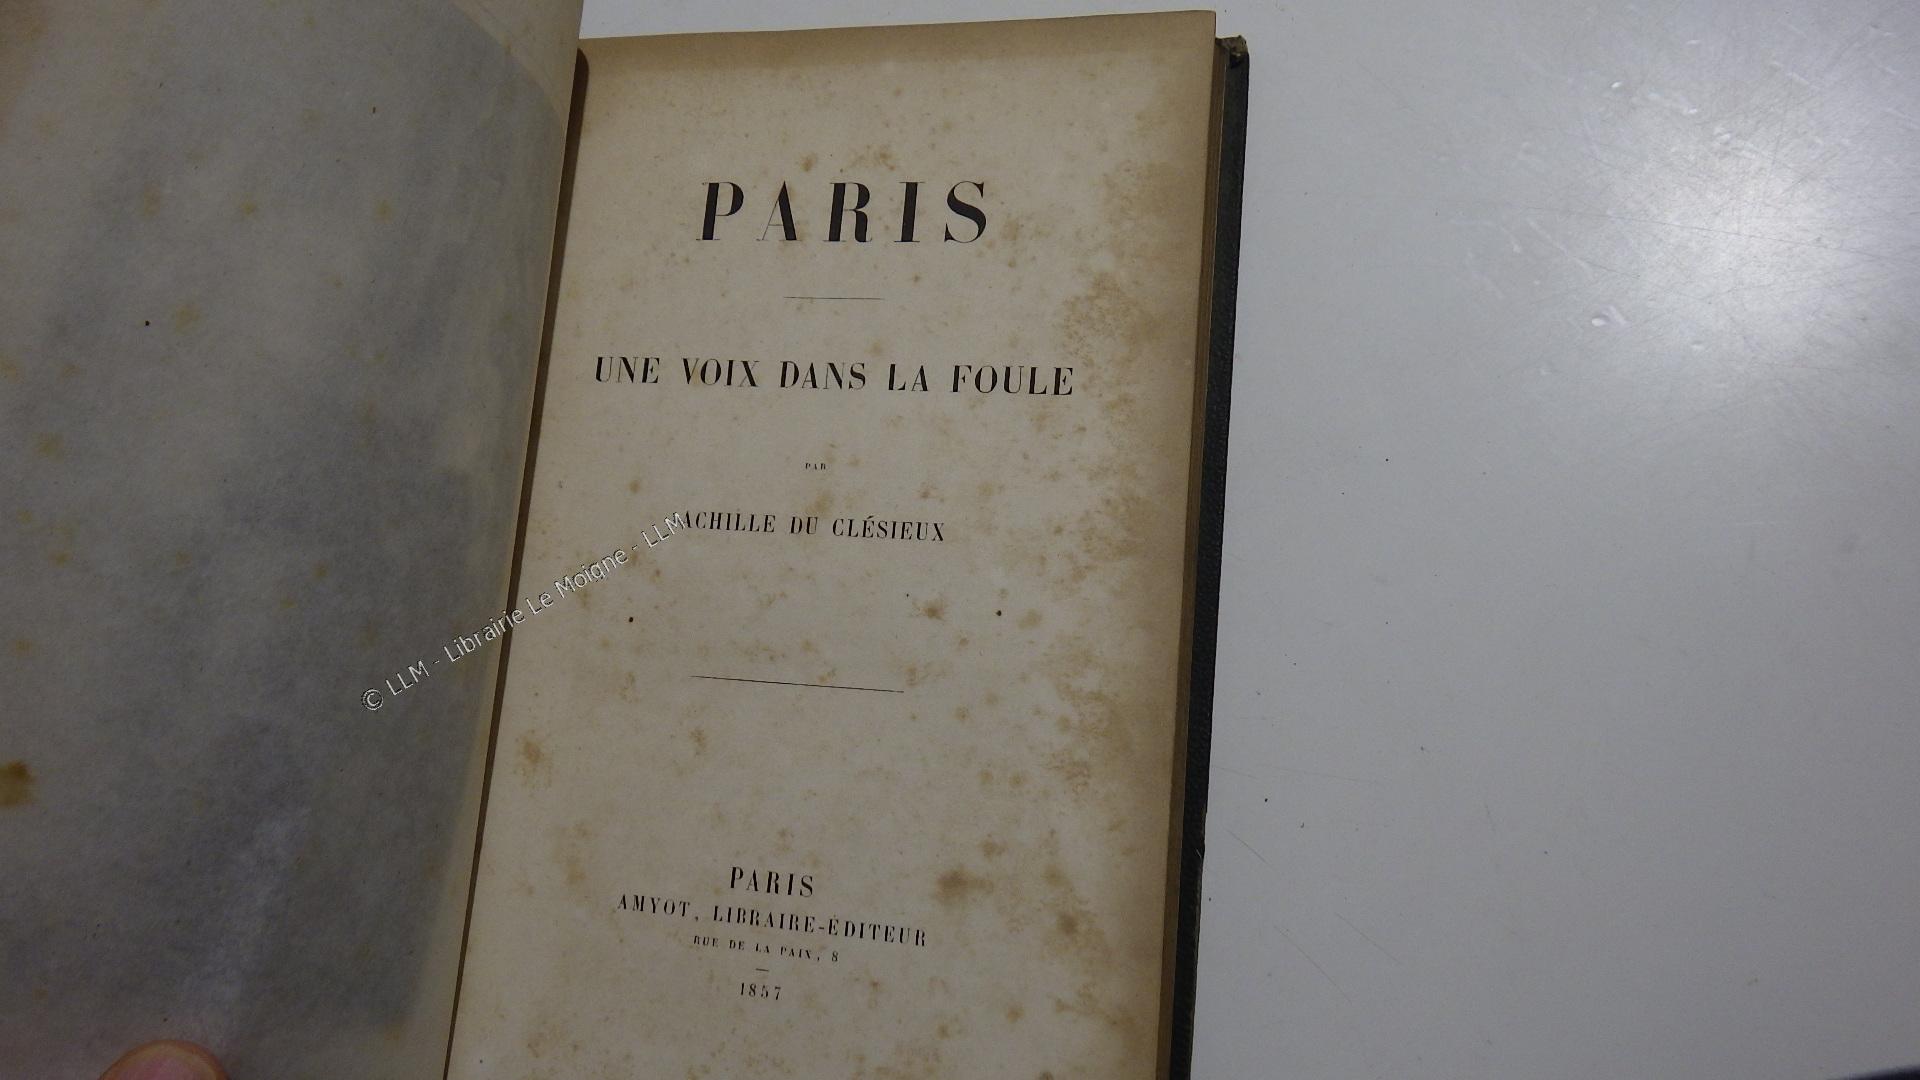 PARIS
UNE VOIX DANS LA FOULE
PAR
ACHILLE DU CLÉSIEUX
© LLM - Librairie Le Moigne - LLM
PARIS
AMYOT, LIBRAIRE-ÉDITEUR
RUE DE LA PAIX, 8
1857